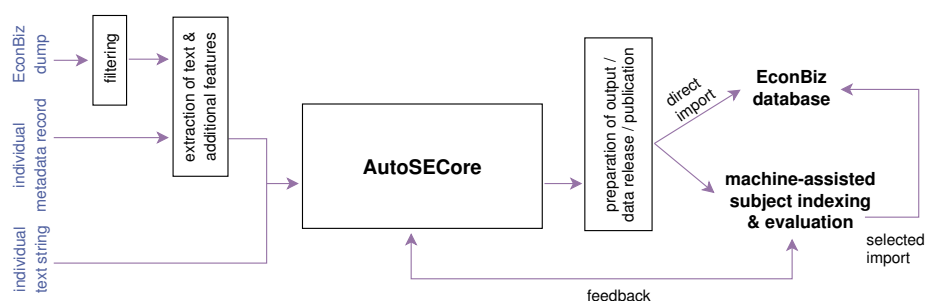 EconBiz
dump
filtering
extraction of text &
additional features
individual
metadata record
individual
text string
AutoSECore
preparation of output /
data release / publication
direct
import
EconBiz
database
machine-assisted
subject indexing
& evaluation
selected
import
feedback